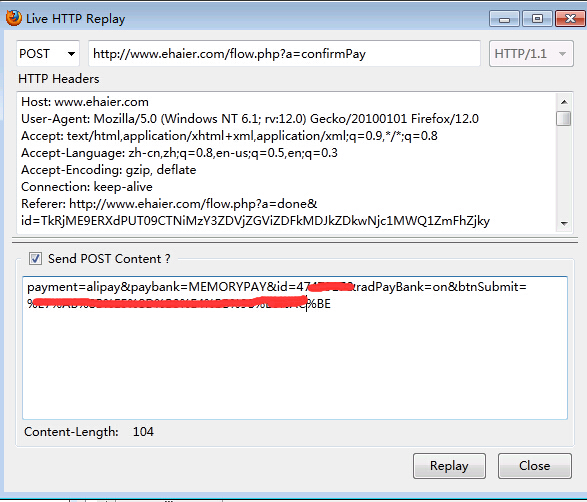 Live HTTP Replay
POST
http://www.ehaier.com/flow.php?a=confirmPay
HTTP/1.1
HTTP Headers
Host: www.ehaier.com
User-Agent: Mozilla/5.0 (Windows NT 6.1; rv:12.0) Gecko/20100101 Firefox/12.0
Accept: text/html,application/xhtml+xml,application/xml;q=0.9,*/*;q=0.8
Accept-Language: zh-cn,zh;q=0.8,en-us;q=0.5,en;q=0.3
Accept-Encoding: gzip, deflate
Connection: keep-alive
Referer: http://www.ehaier.com/flow.php?a=done&
id=TkRjME9ERXdPUT09CTNiMzY3ZDVjZGViZDFkMDJkZDkwNjc1MWQ1ZmFhZjky
Send POST Content ?
payment=alipay&paybank=MEMORYPAY&id=47 &radPayBank=on&btnSubmit=
%BE
Content-Length: 104
Replay
Close